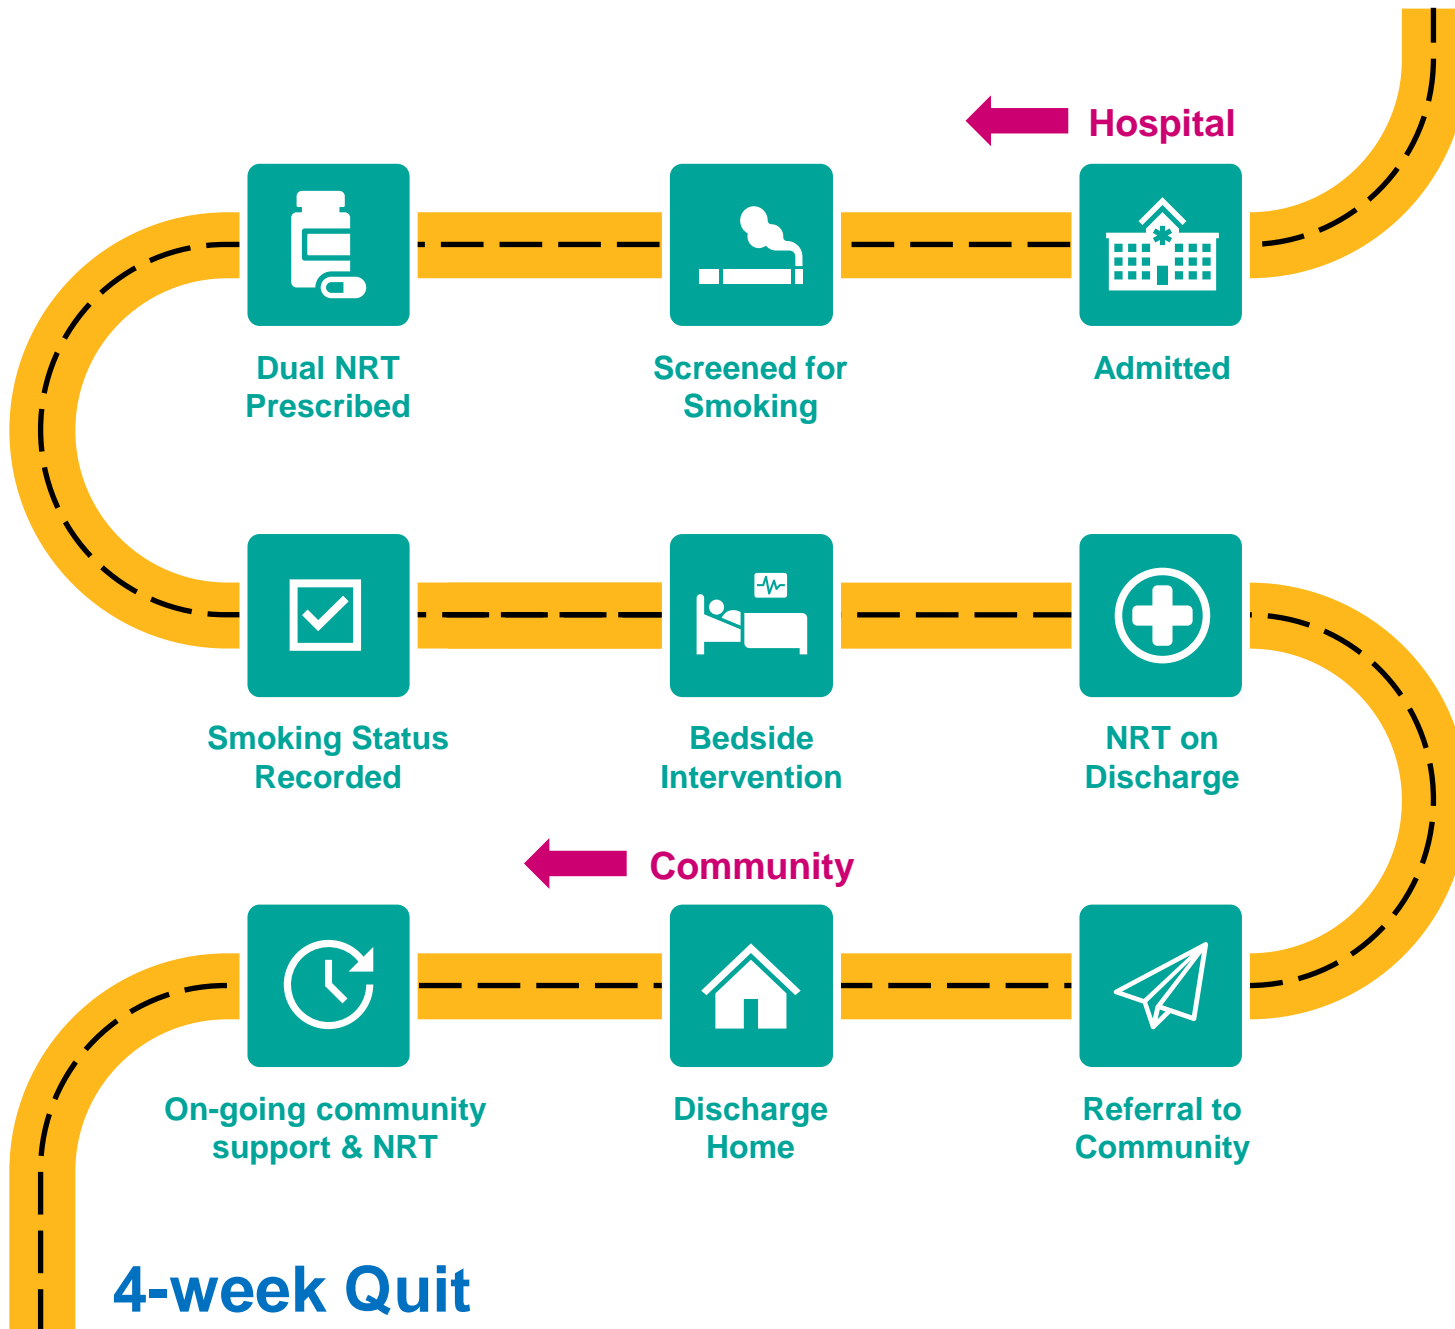 Hospital
Admitted
Screened for
Smoking
Dual NRT
Prescribed
Smoking Status
Recorded
Bedside
Intervention
NRT on
Discharge
Referral to
Community
Community
Discharge
Home
On-going community
support & NRT
4-week Quit